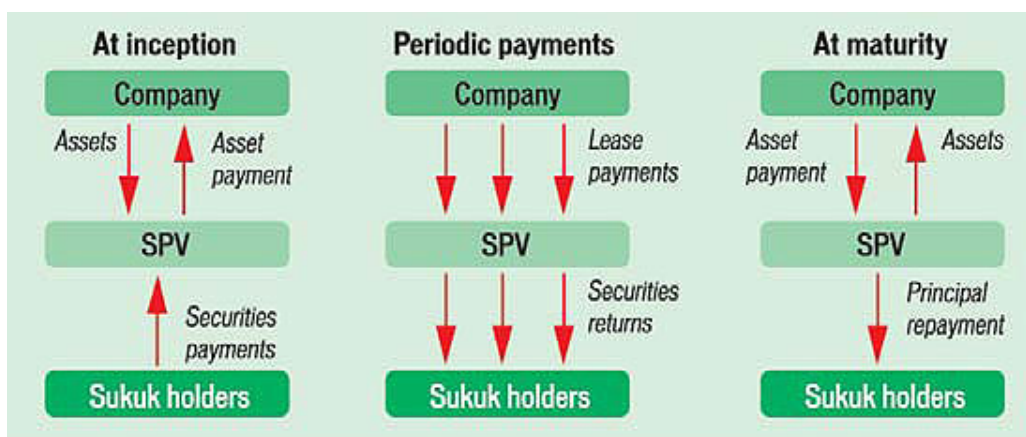 At inception
Company
Assets
Asset
payment
SPV
Securities
payments
Sukuk holders
Periodic payments
Company
Lease
payments
SPV
Securities
returns
Sukuk holders
At maturity
Company
Asset
payment
Assets
SPV
Principal
repayment
Sukuk holders